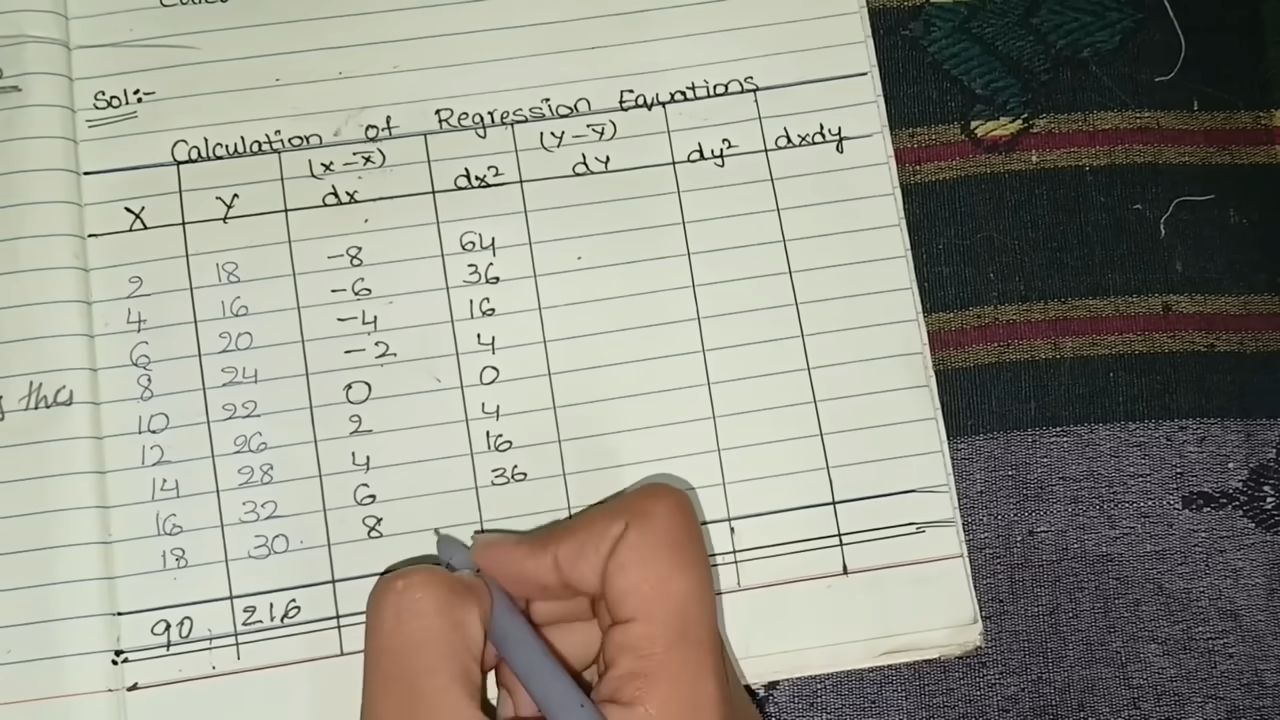 Sol:-
Calculation of Regression Equations
X Y (x-x̅) dx dx² (y-y̅) dy dy² dxdy
2 18 -8 64
4 16 -6 36
6 20 -4 16
8 24 -2 4
10 22 0 0
12 26 2 4
14 28 4 16
16 32 6 36
18 30 8
90 216
thcs